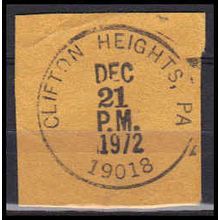 CLIFTON HEIGHTS, PA
DEC
21
P.M.
1972
19018